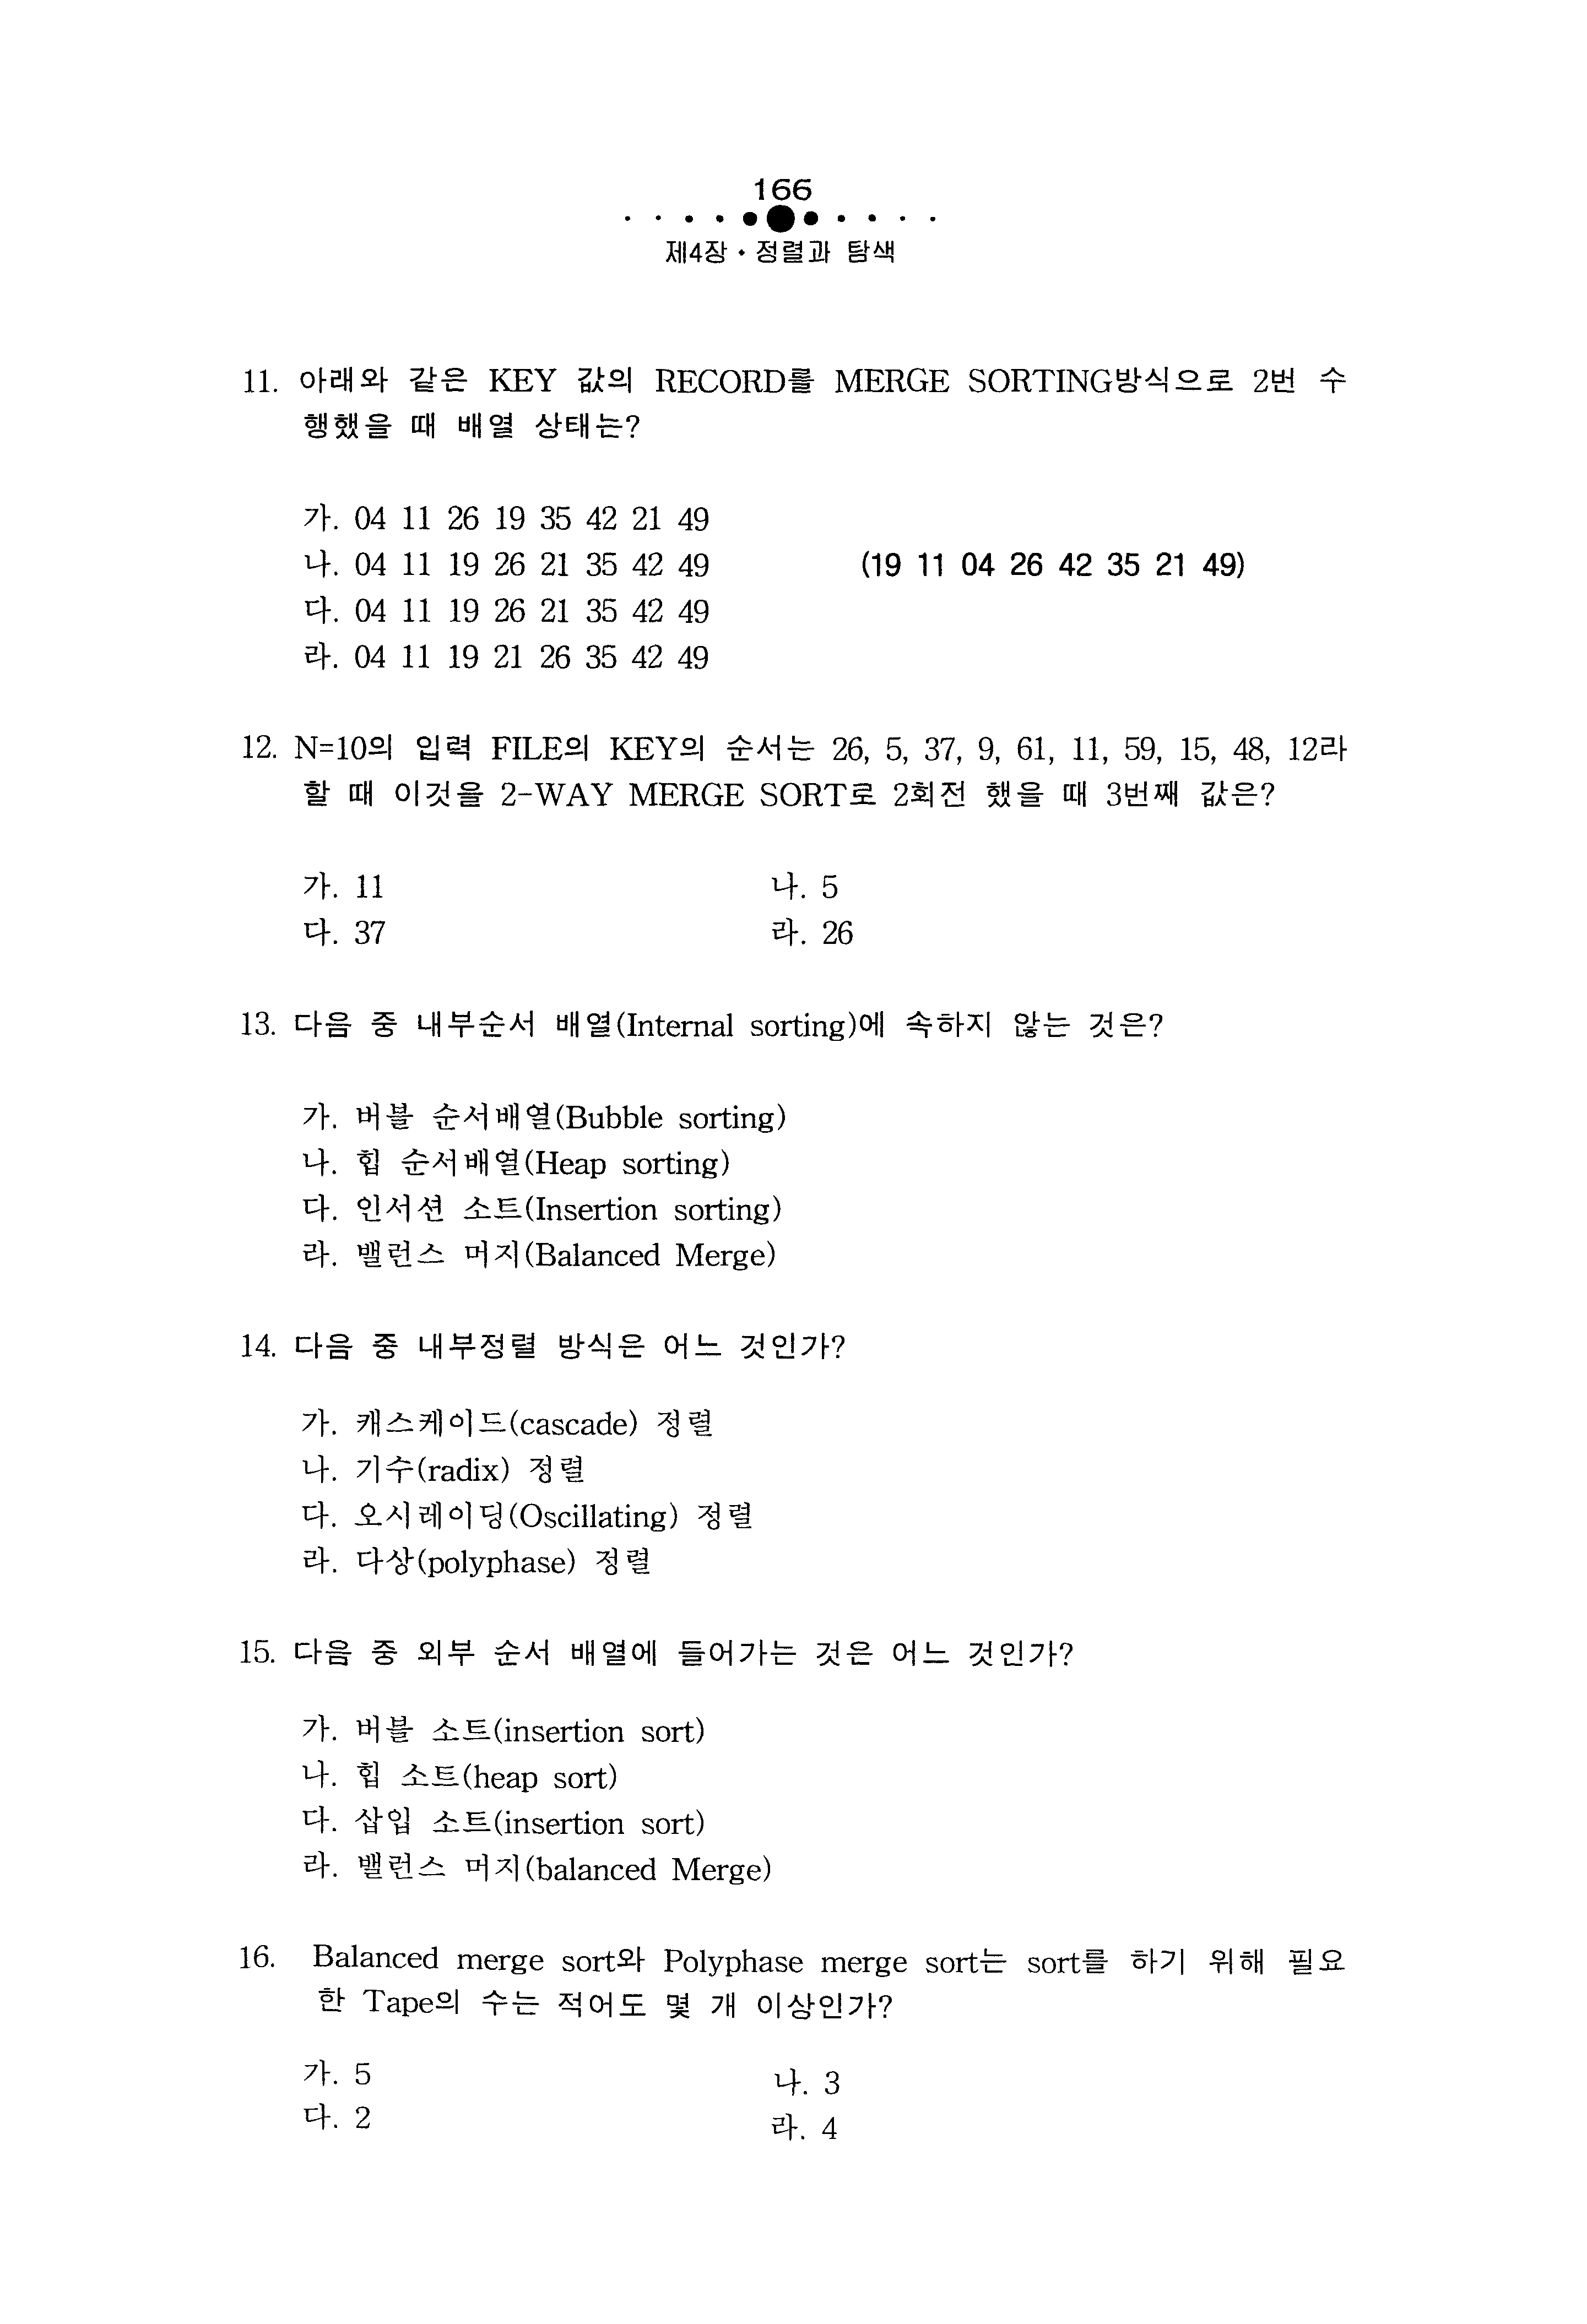 166
제4장 • 정렬과 탐색
11. 아래와 같은 KEY 값의 RECORD를 MERGE SORTING방식으로 2번 수
행했을 때 배열 상태는?
가. 04 11 26 19 35 42 21 49
나. 04 11 19 26 21 35 42 49 (19 11 04 26 42 35 21 49)
다. 04 11 19 26 21 35 42 49
라. 04 11 19 21 26 35 42 49
12. N=10의 입력 FILE의 KEY의 순서는 26, 5, 37, 9, 61, 11, 59, 15, 48, 12라
할 때 이것을 2-WAY MERGE SORT로 2회전 했을 때 3번째 값은?
가. 11 나. 5
다. 37 라. 26
13. 다음 중 내부순서 배열(Internal sorting)에 속하지 않는 것은?
가. 버블 순서배열(Bubble sorting)
나. 힙 순서배열(Heap sorting)
다. 인서션 소트(Insertion sorting)
라. 밸런스 머지(Balanced Merge)
14. 다음 중 내부정렬 방식은 어느 것인가?
가. 캐스케이드(cascade) 정렬
나. 기수(radix) 정렬
다. 오시레이딩(Oscillating) 정렬
라. 다상(polyphase) 정렬
15. 다음 중 외부 순서 배열에 들어가는 것은 어느 것인가?
가. 버블 소트(insertion sort)
나. 힙 소트(heap sort)
다. 삽입 소트(insertion sort)
라. 밸런스 머지(balanced Merge)
16. Balanced merge sort와 Polyphase merge sort는 sort를 하기 위해 필요
한 Tape의 수는 적어도 몇 개 이상인가?
가. 5 나. 3
다. 2 라. 4